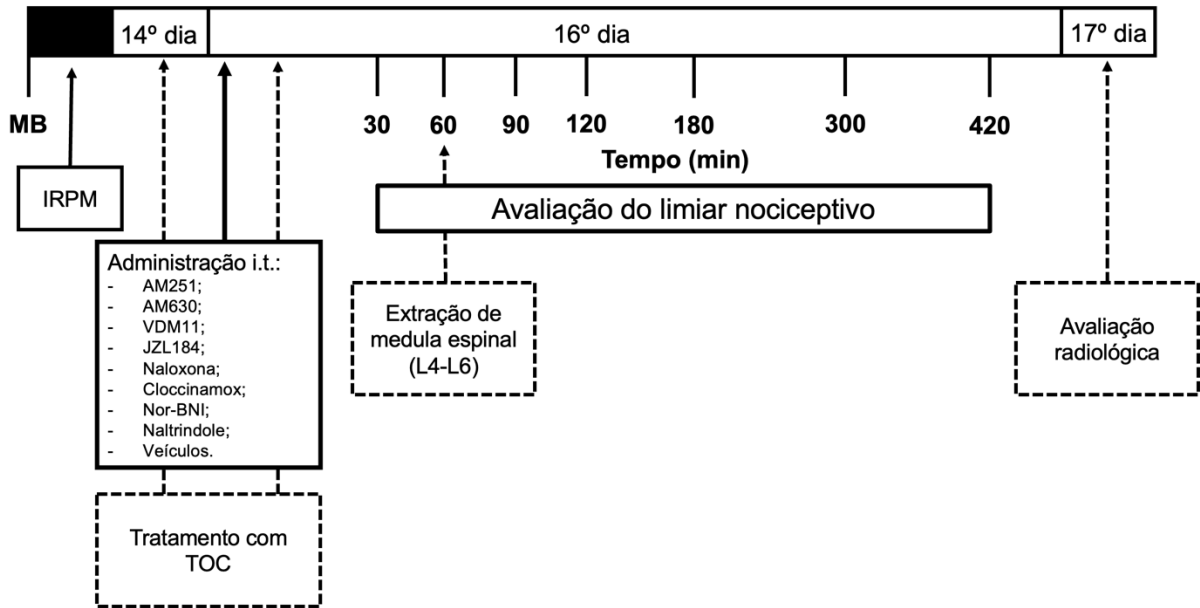 14º dia
16º dia
17º dia
MB
30
60
90
120
180
300
420
Tempo (min)
IRPM
Avaliação do limiar nociceptivo
Administração i.t.:
- AM251;
- AM630;
- VDM11;
- JZL184;
- Naloxona;
- Cloccinamox;
- Nor-BNI;
- Naltrindole;
- Veículos.
Extração de
medula espinal
(L4-L6)
Avaliação
radiológica
Tratamento com
TOC